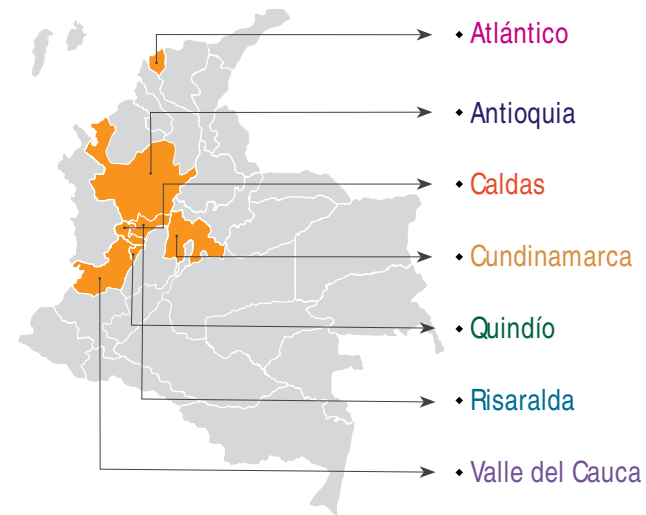 Atlántico
Antioquia
Caldas
Cundinamarca
Quindío
Risaralda
Valle del Cauca